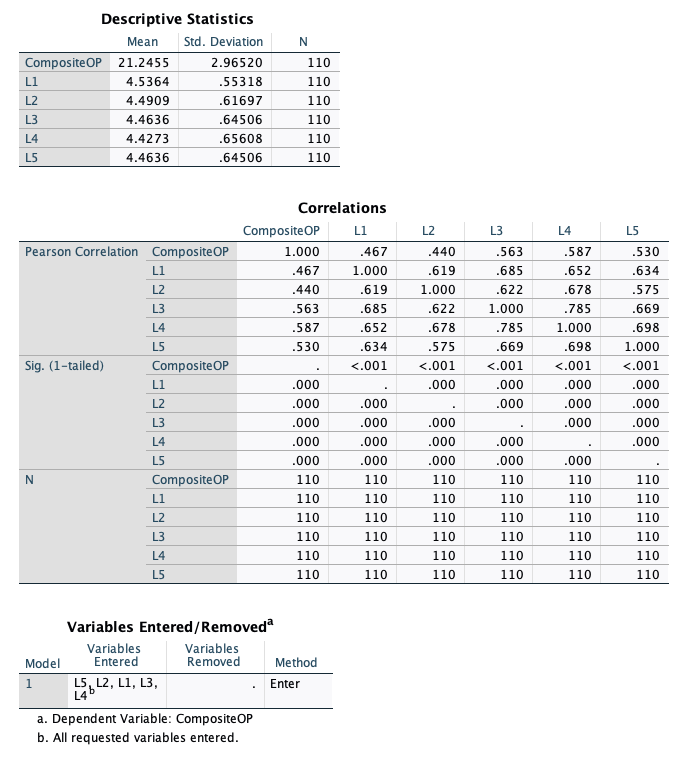 Descriptive Statistics
Mean Std. Deviation N
CompositeOP 21.2455 2.96520 110
L1 4.5364 .55318 110
L2 4.4909 .61697 110
L3 4.4636 .64506 110
L4 4.4273 .65608 110
L5 4.4636 .64506 110
Correlations
CompositeOP L1 L2 L3 L4 L5
Pearson Correlation CompositeOP 1.000 .467 .440 .563 .587 .530
L1 .467 1.000 .619 .685 .652 .634
L2 .440 .619 1.000 .622 .678 .575
L3 .563 .685 .622 1.000 .785 .669
L4 .587 .652 .678 .785 1.000 .698
L5 .530 .634 .575 .669 .698 1.000
Sig. (1-tailed) CompositeOP . <.001 <.001 <.001 <.001 <.001
L1 .000 . .000 .000 .000 .000
L2 .000 .000 . .000 .000 .000
L3 .000 .000 .000 . .000 .000
L4 .000 .000 .000 .000 . .000
L5 .000 .000 .000 .000 .000 .
N CompositeOP 110 110 110 110 110 110
L1 110 110 110 110 110 110
L2 110 110 110 110 110 110
L3 110 110 110 110 110 110
L4 110 110 110 110 110 110
L5 110 110 110 110 110 110
Variables Entered/Removedᵃ
Model Variables Entered Variables Removed Method
1 L5, L2, L1, L3, . Enter
L4ᵇ
a. Dependent Variable: CompositeOP
b. All requested variables entered.